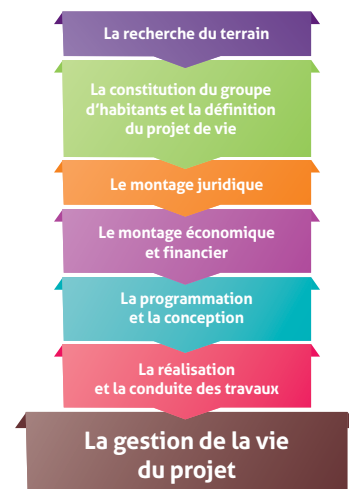 La recherche du terrain
La constitution du groupe
d’habitants et la définition
du projet de vie
Le montage juridique
Le montage économique
et financier
La programmation
et la conception
La réalisation
et la conduite des travaux
La gestion de la vie
du projet